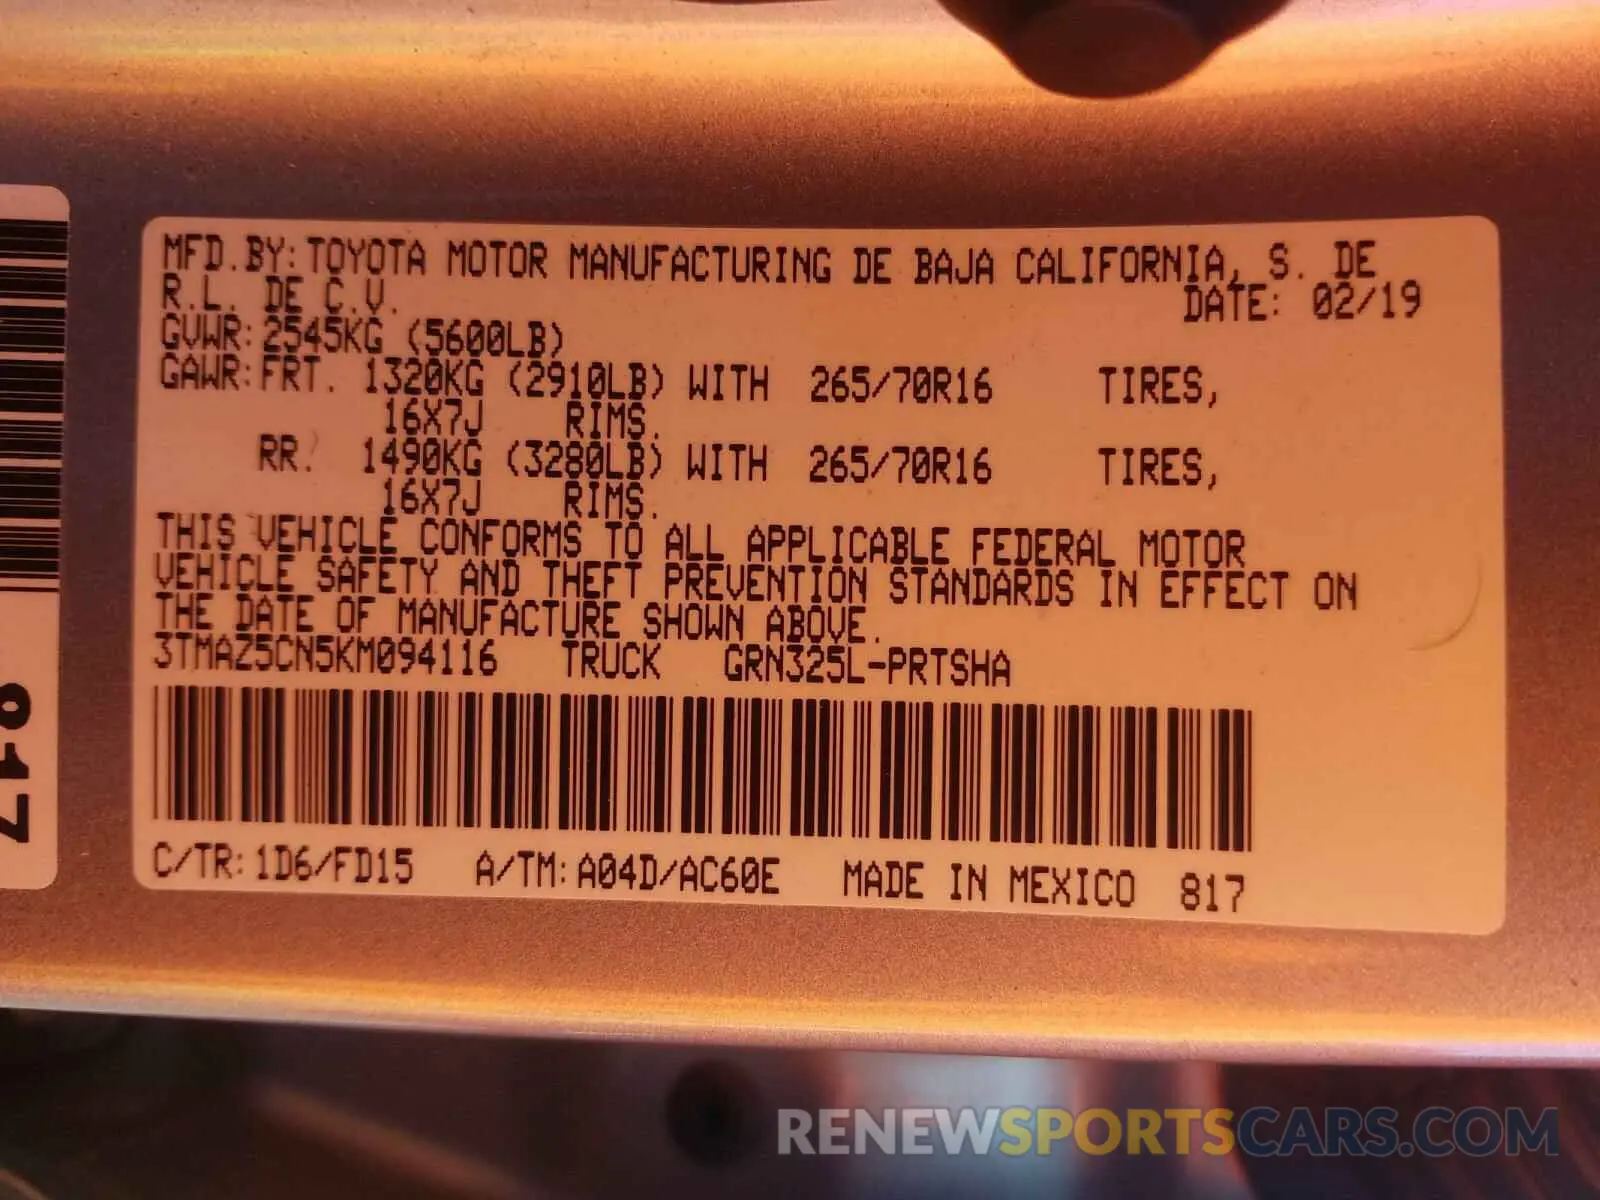 MFD.BY:TOYOTA MOTOR MANUFACTURING DE BAJA CALIFORNIA, S. DE
R.L. DE C.V.
DATE: 02/19
GVWR:2545KG (5600LB)
GAWR:FRT. 1320KG (2910LB) WITH 265/70R16 TIRES,
16X7J RIMS.
RR. 1490KG (3280LB) WITH 265/70R16 TIRES,
16X7J RIMS.
THIS VEHICLE CONFORMS TO ALL APPLICABLE FEDERAL MOTOR
VEHICLE SAFETY AND THEFT PREVENTION STANDARDS IN EFFECT ON
THE DATE OF MANUFACTURE SHOWN ABOVE.
3TMAZ5CN5KM094116 TRUCK GRN325L-PRTSHA
C/TR:1D6/FD15 A/TM:A04D/AC60E MADE IN MEXICO 817
817
RENEWSPORTSCARS.COM